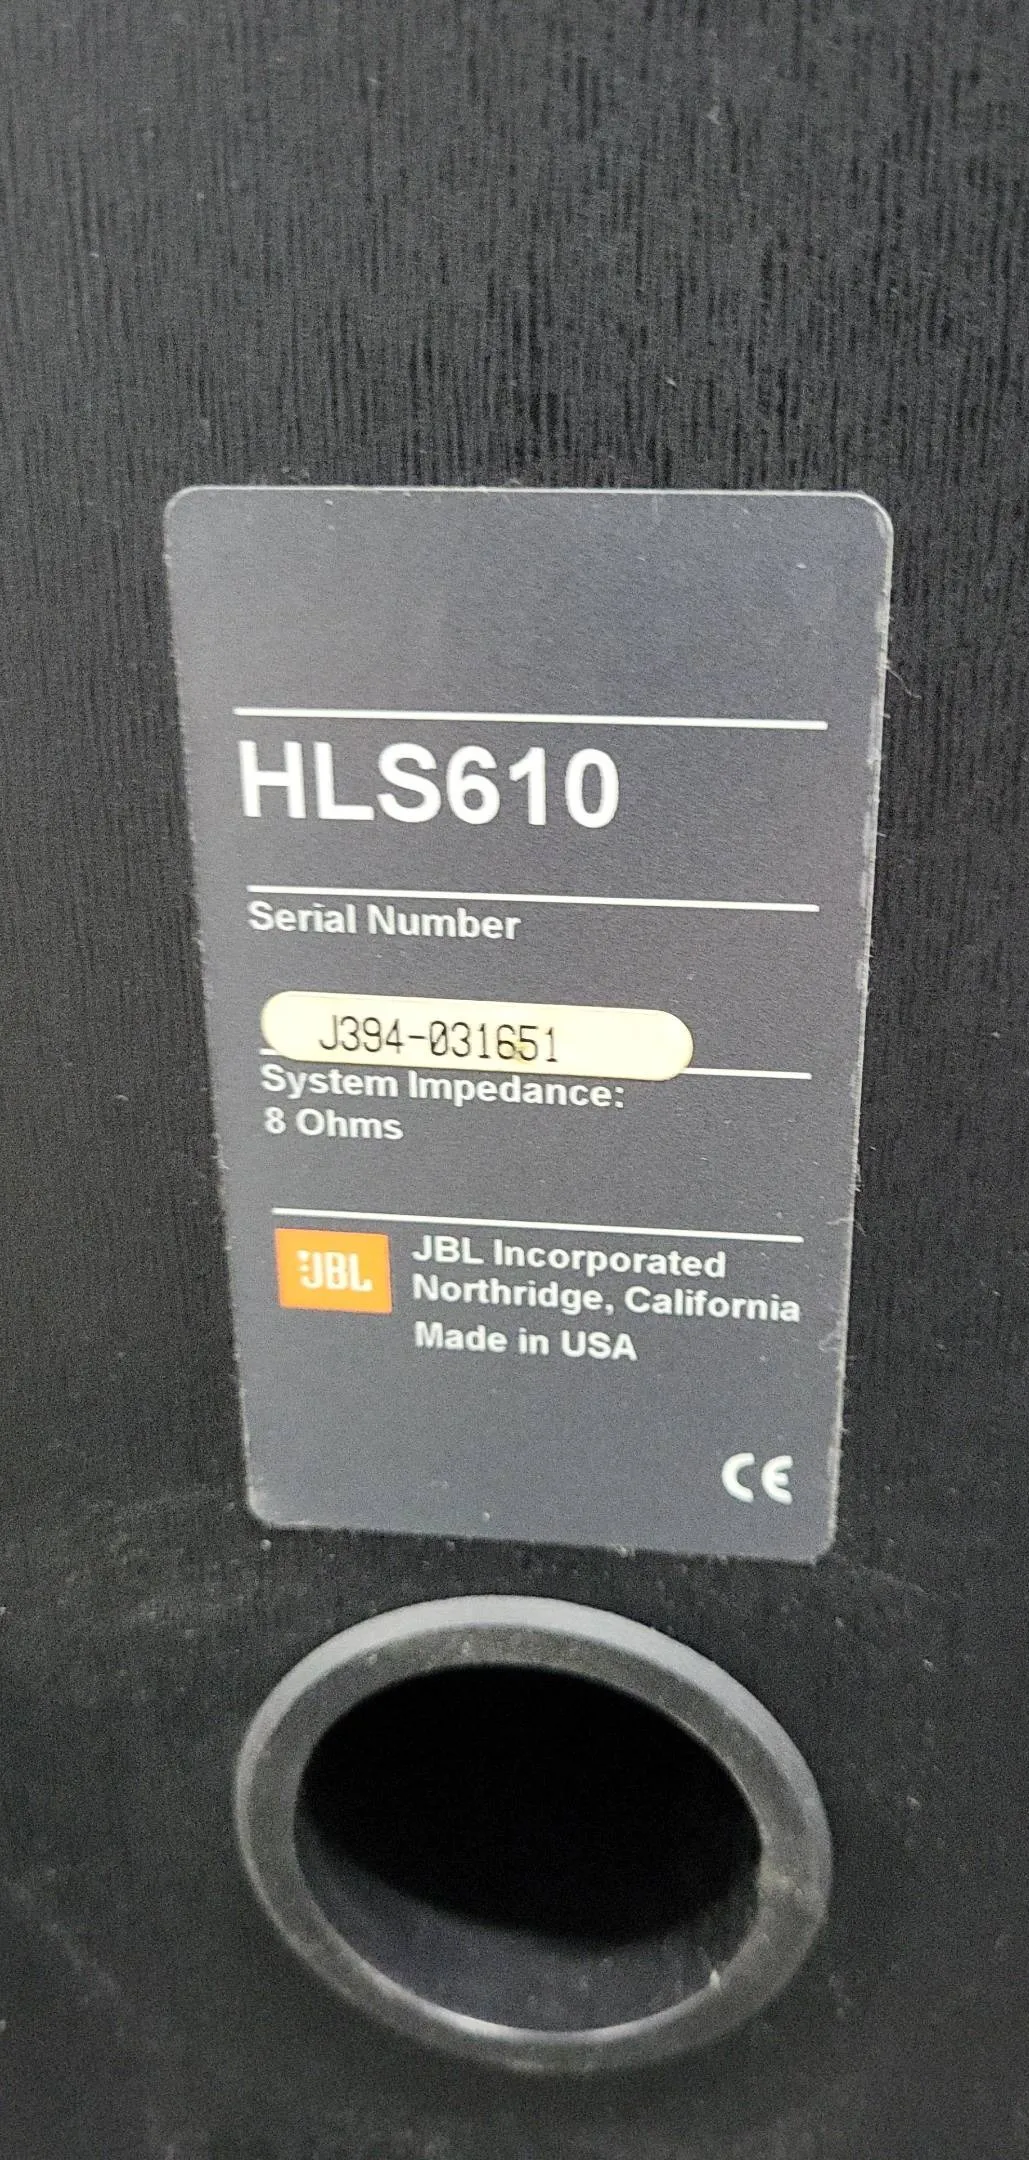 HLS610
Serial Number
J394-031651
System Impedance:
8 Ohms
JBL
JBL Incorporated
Northridge, California
Made in USA
CE